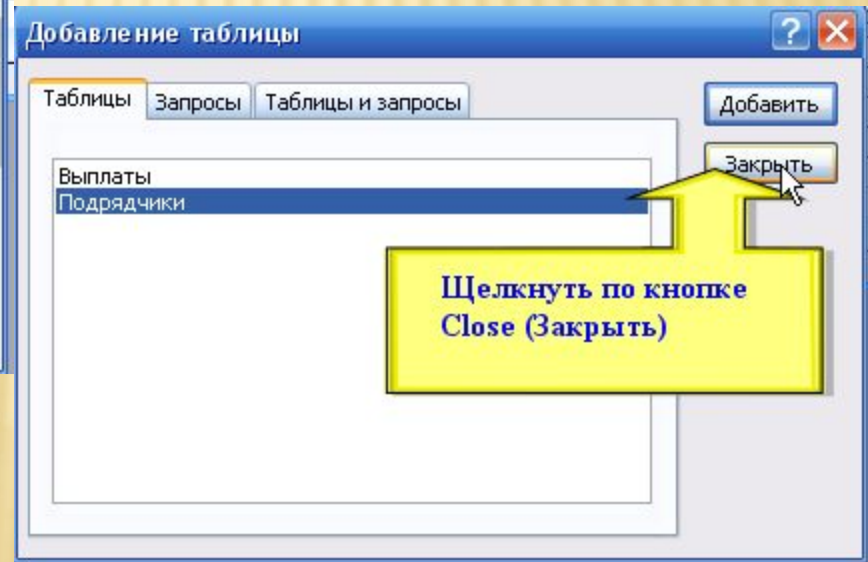 Добавление таблицы
Таблицы Запросы Таблицы и запросы
Добавить
Закрыть
Выплаты
Подрядчики
Щелкнуть по кнопке
Close (Закрыть)